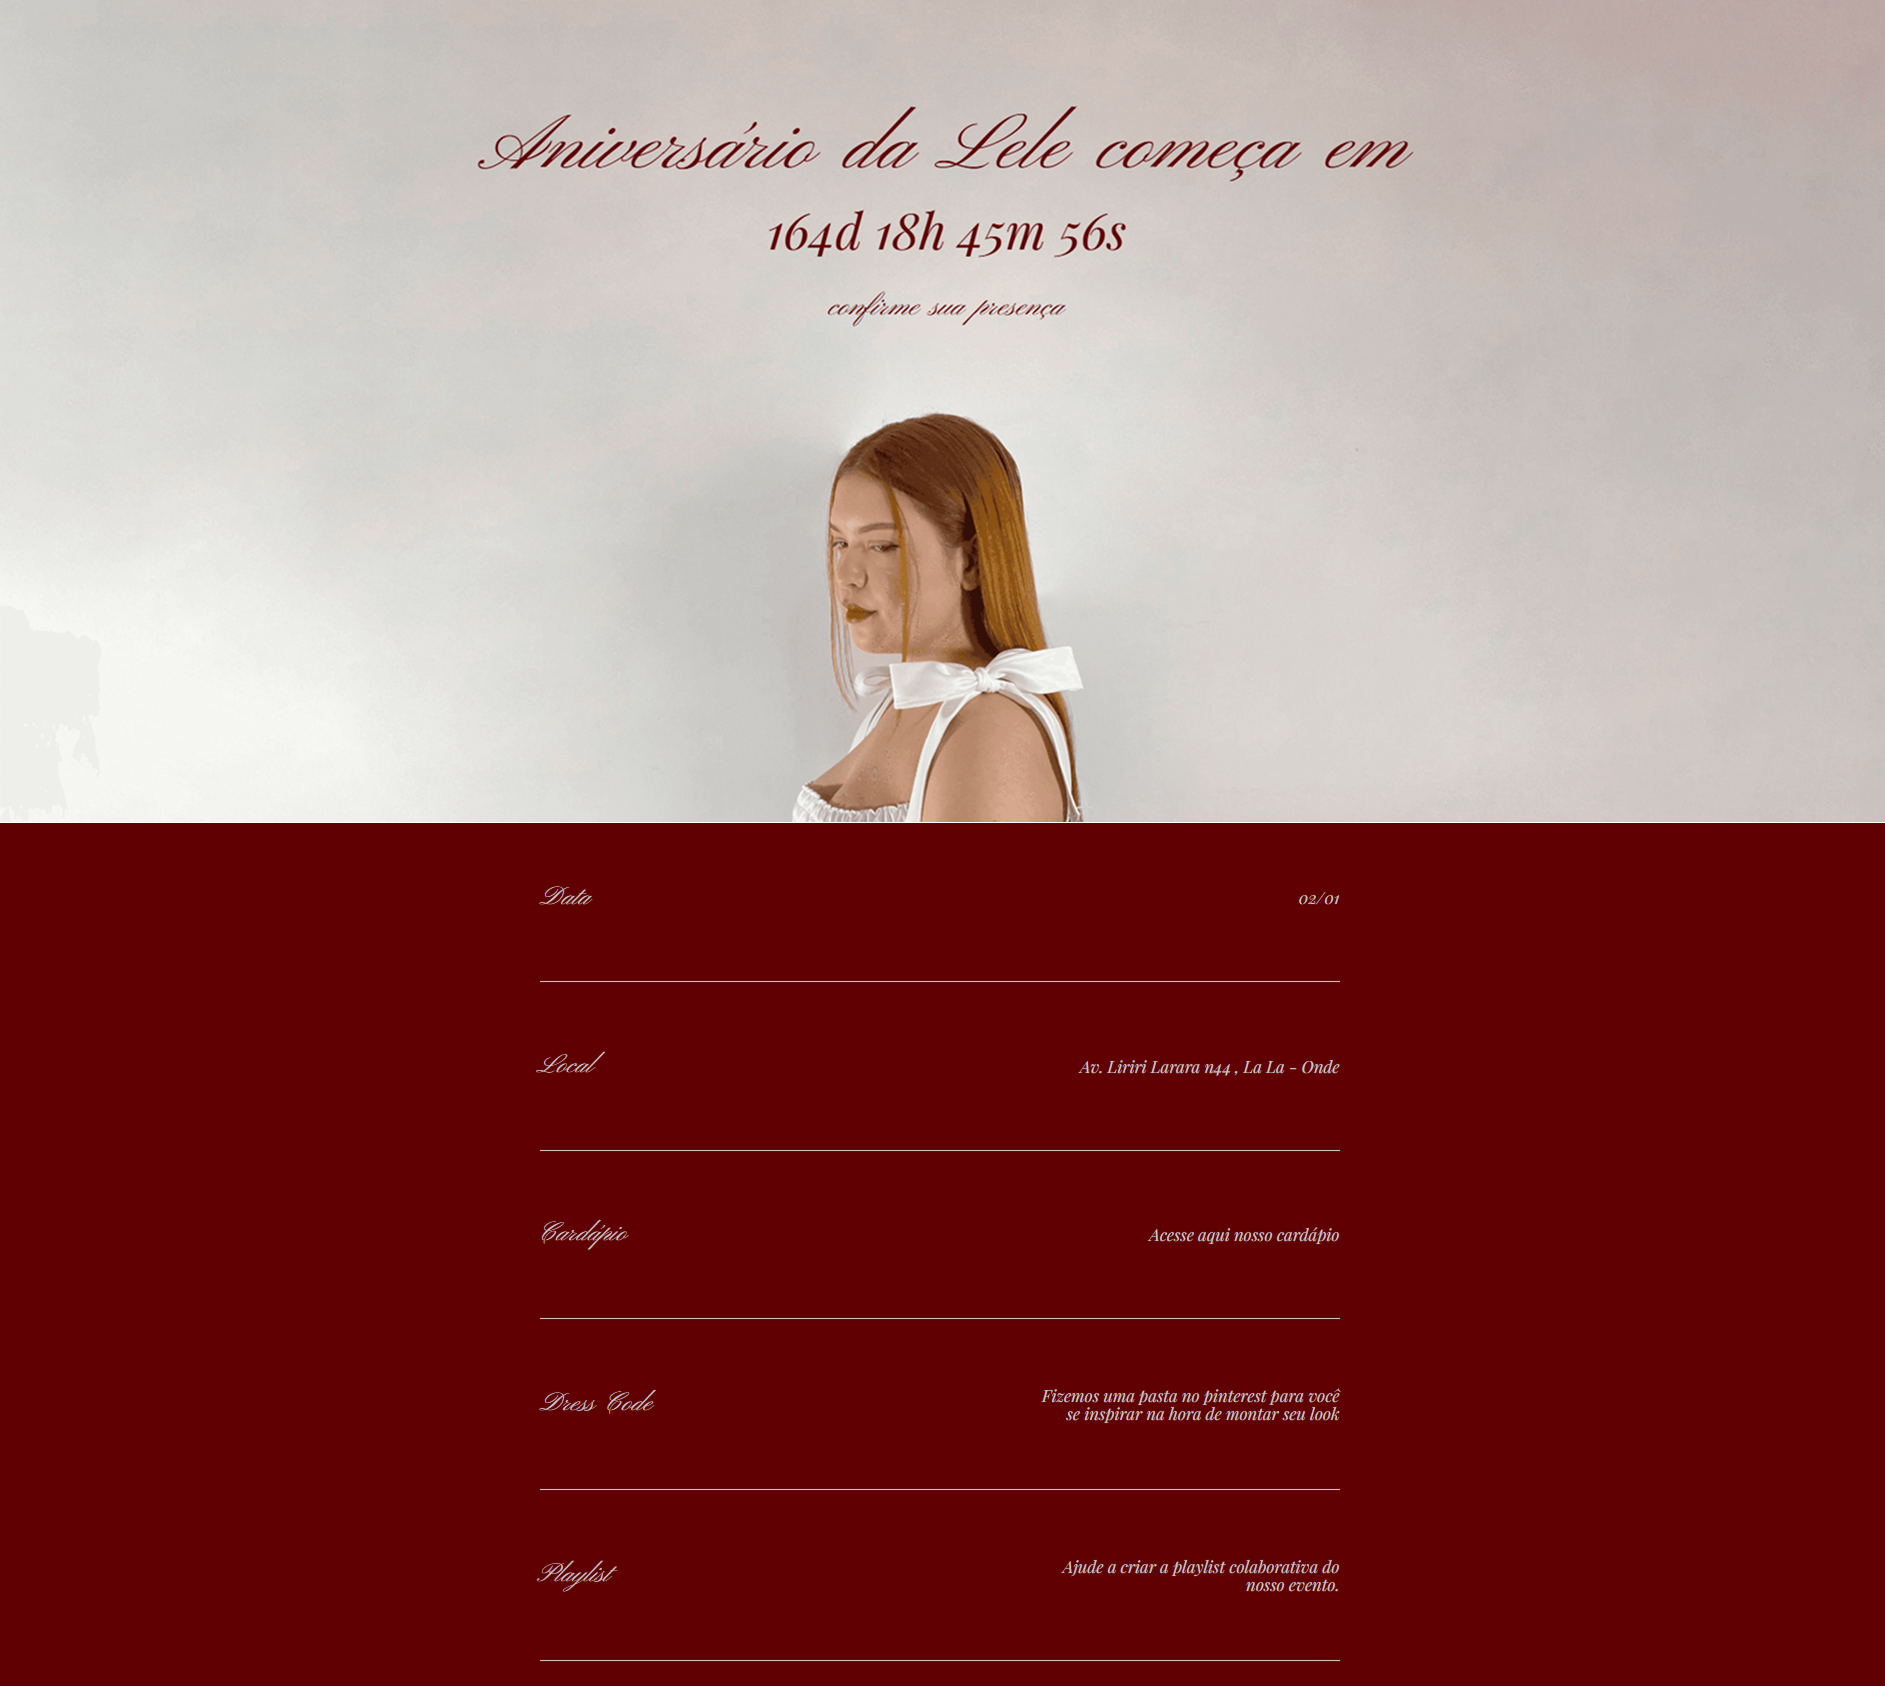 Aniversário da Lele começa em
164d 18h 45m 56s
confirme sua presença
Data
02/01
Local
Av. Liriri Larara n44 , La La - Onde
Cardápio
Acesse aqui nosso cardápio
Dress Code
Fizemos uma pasta no pinterest para você
se inspirar na hora de montar seu look
Playlist
Ajude a criar a playlist colaborativa do
nosso evento.